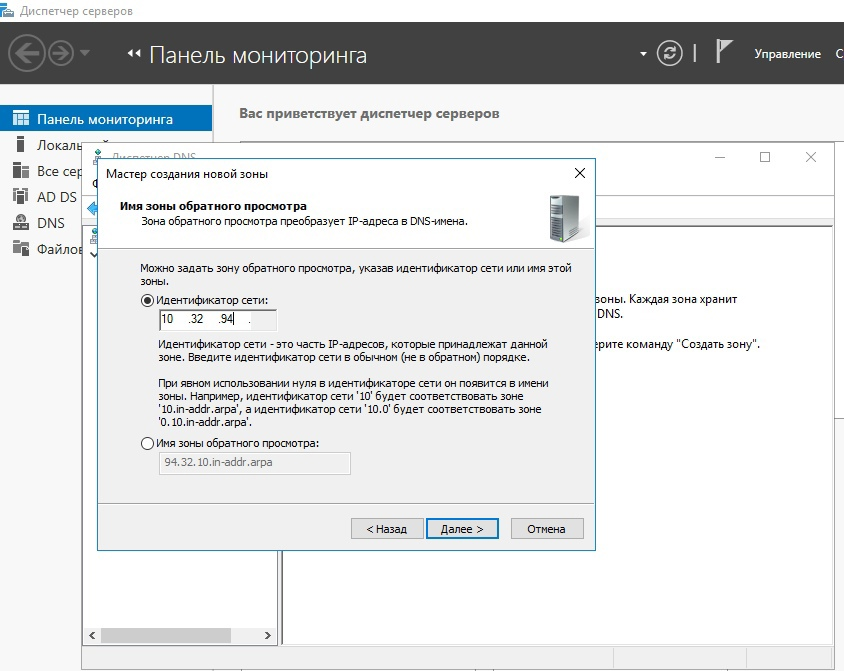 Диспетчер серверов
Панель мониторинга
Управление
Вас приветствует диспетчер серверов
Панель мониторинга
Все
AD DS
DNS
Диспетчер DNS
Мастер создания новой зоны
Имя зоны обратного просмотра
Зона обратного просмотра преобразует IP-адреса в DNS-имена.
Можно задать зону обратного просмотра, указав идентификатор сети или имя этой
зоны.
Идентификатор сети:
10 .32 .94 .
Идентификатор сети - это часть IP-адресов, которые принадлежат данной
зоне. Введите идентификатор сети в обычном (не в обратном) порядке.
При явном использовании нуля в идентификаторе сети он появится в имени
зоны. Например, идентификатор сети '10' будет соответствовать зоне
'10.in-addr.arpa', а идентификатор сети '10.0' будет соответствовать зоне
'0.10.in-addr.arpa'.
Имя зоны обратного просмотра:
94.32.10.in-addr.arpa
< Назад
Далее >
Отмена
зоны. Каждая зона хранит
DNS.
ерите команду "Создать зону".